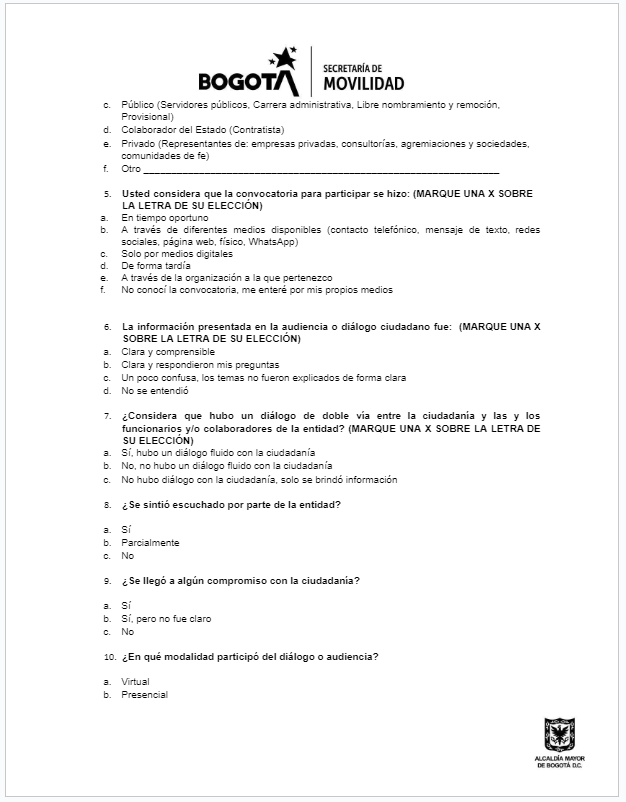 BOGOTÁ
SECRETARÍA DE
MOVILIDAD
c. Público (Servidores públicos, Carrera administrativa, Libre nombramiento y remoción,
Provisional)
d. Colaborador del Estado (Contratista)
e. Privado (Representantes de: empresas privadas, consultorías, agremiaciones y sociedades,
comunidades de fe)
f. Otro ________________________________________________________________
5. Usted considera que la convocatoria para participar se hizo: (MARQUE UNA X SOBRE
LA LETRA DE SU ELECCIÓN)
a. En tiempo oportuno
b. A través de diferentes medios disponibles (contacto telefónico, mensaje de texto, redes
sociales, página web, físico, WhatsApp)
c. Solo por medios digitales
d. De forma tardía
e. A través de la organización a la que pertenezco
f. No conocí la convocatoria, me enteré por mis propios medios
6. La información presentada en la audiencia o diálogo ciudadano fue: (MARQUE UNA X
SOBRE LA LETRA DE SU ELECCIÓN)
a. Clara y comprensible
b. Clara y respondieron mis preguntas
c. Un poco confusa, los temas no fueron explicados de forma clara
d. No se entendió
7. ¿Considera que hubo un diálogo de doble vía entre la ciudadanía y las y los
funcionarios y/o colaboradores de la entidad? (MARQUE UNA X SOBRE LA LETRA DE
SU ELECCIÓN)
a. Sí, hubo un diálogo fluido con la ciudadanía
b. No, no hubo un diálogo fluido con la ciudadanía
c. No hubo diálogo con la ciudadanía, solo se brindó información
8. ¿Se sintió escuchado por parte de la entidad?
a. Sí
b. Parcialmente
c. No
9. ¿Se llegó a algún compromiso con la ciudadanía?
a. Sí
b. Sí, pero no fue claro
c. No
10. ¿En qué modalidad participó del diálogo o audiencia?
a. Virtual
b. Presencial
ALCALDÍA MAYOR
DE BOGOTÁ D.C.